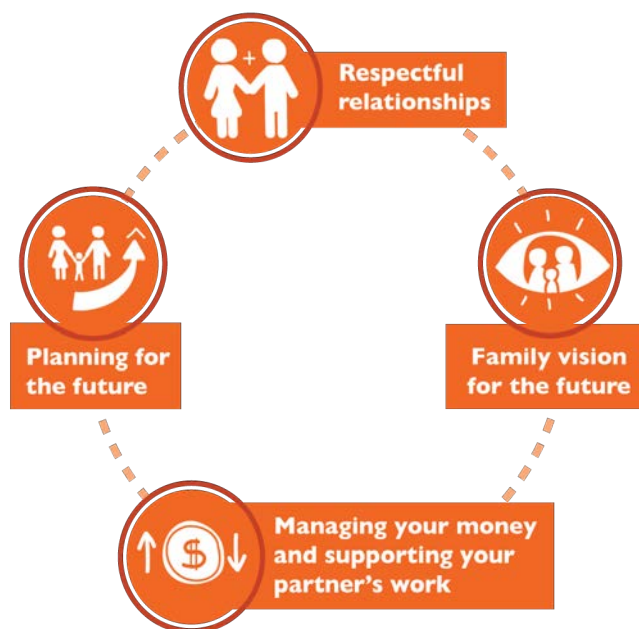 Respectful
relationships
Planning for
the future
Family vision
for the future
$
Managing your money
and supporting your
partner's work